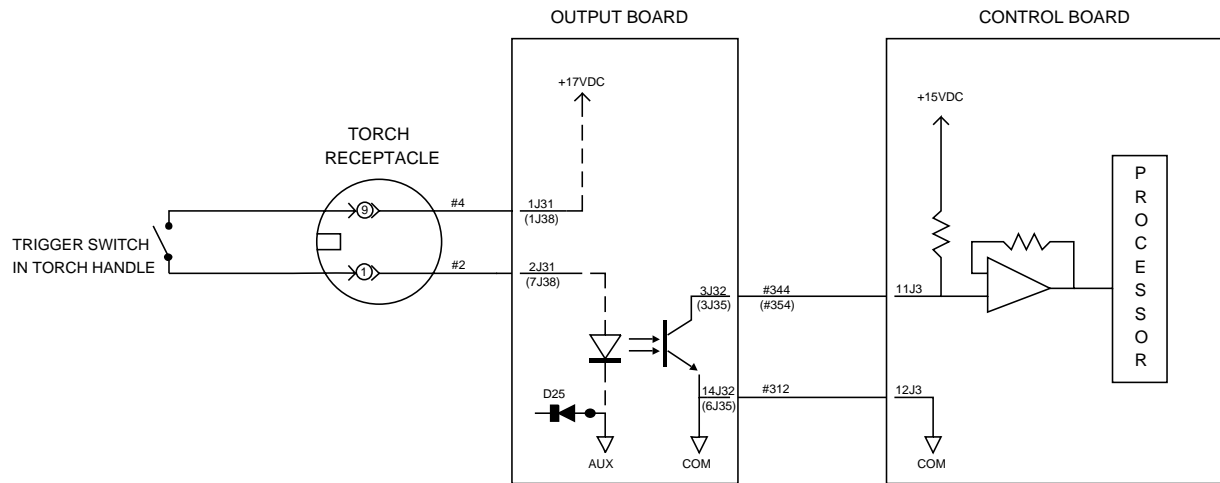 OUTPUT BOARD
CONTROL BOARD
+17VDC
+15VDC
TORCH
RECEPTACLE
TRIGGER SWITCH
IN TORCH HANDLE
9
#4
1J31
(1J38)
1
#2
2J31
(7J38)
3J32
(3J35)
#344
(#354)
11J3
D25
14J32
(6J35)
#312
12J3
AUX
COM
COM
PROCESSOR